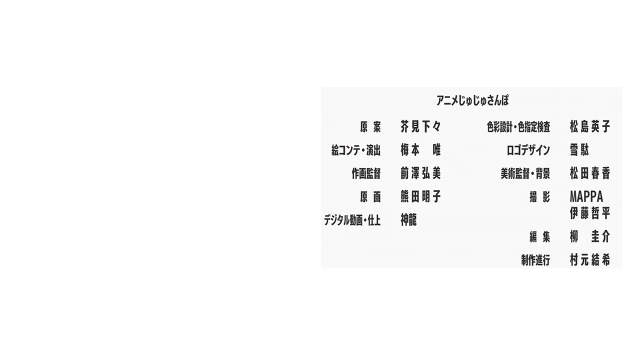 アニメじゅじゅさんぽ
原 案 芥見下々
絵コンテ・演出 梅本 唯
作画監督 前澤弘美
原 画 熊田明子
デジタル動画・仕上 神龍
色彩設計・色指定検査 松島英子
ロゴデザイン 雪駄
美術監督・背景 松田春香
撮 影 MAPPA
伊藤哲平
編 集 柳 圭介
制作進行 村元結希